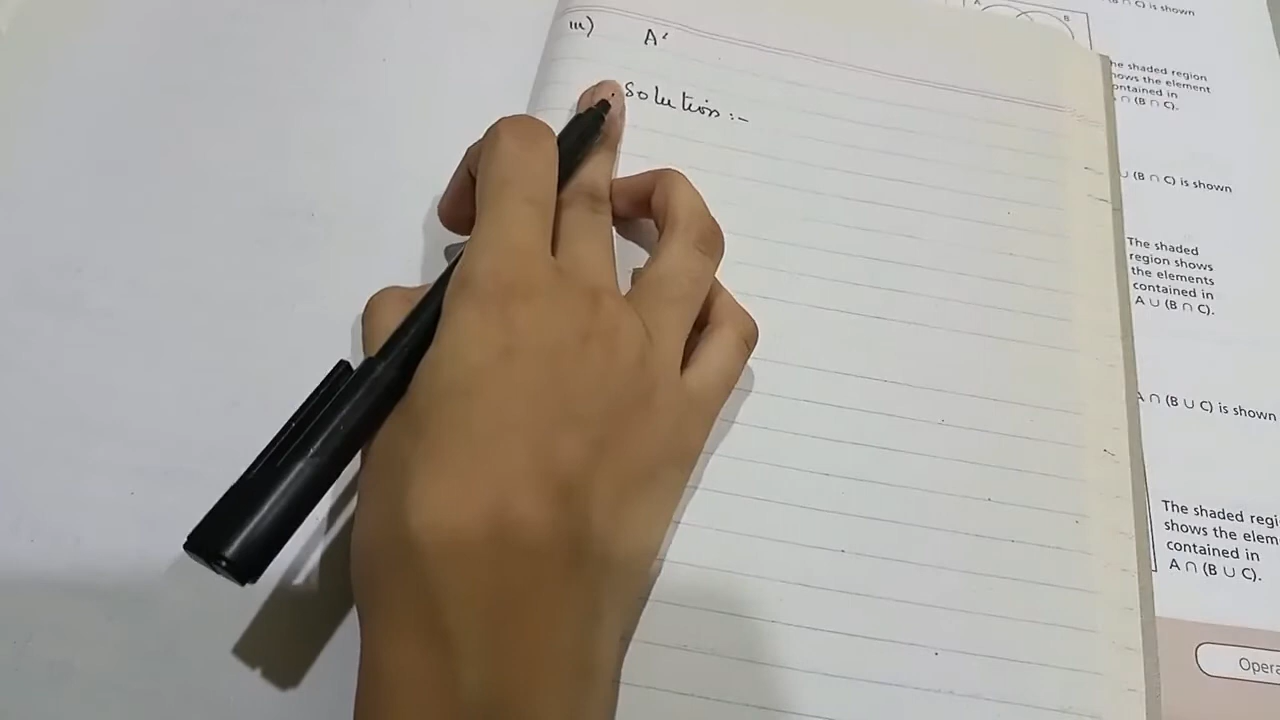 iii) A'
Solution :-
A
B
B ∩ C) is shown
he shaded region
hows the element
ontained in
∩ (B ∩ C).
∪ (B ∩ C) is shown
The shaded
region shows
the elements
contained in
A ∪ (B ∩ C).
A ∩ (B ∪ C) is shown
The shaded regi
shows the elem
contained in
A ∩ (B ∪ C).
Opera